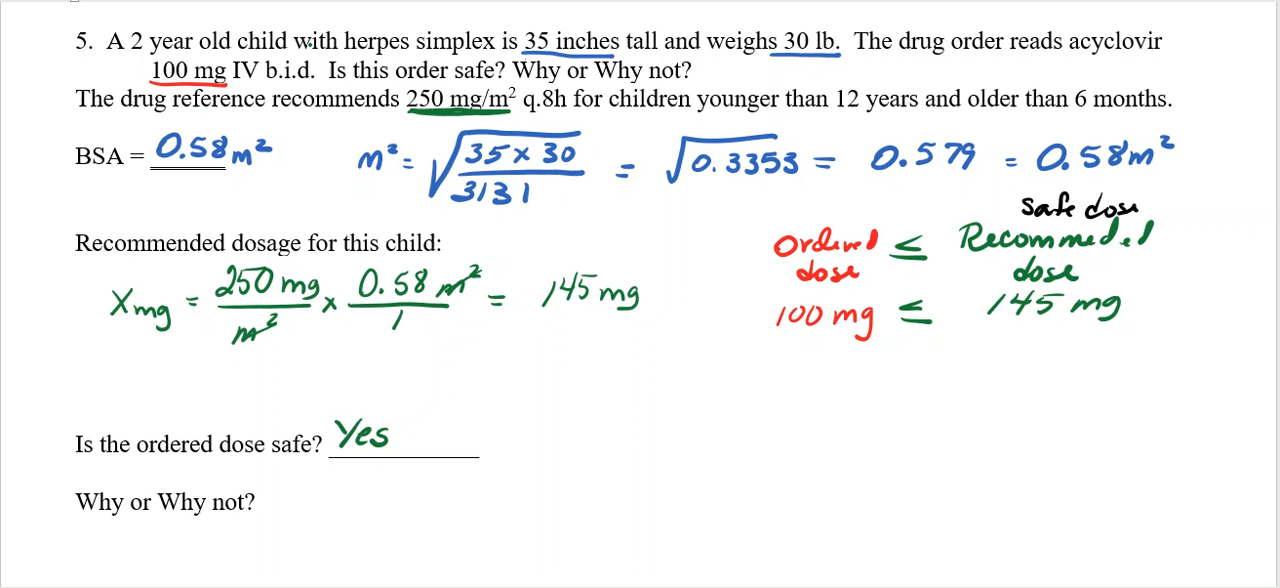 5. A 2 year old child with herpes simplex is 35 inches tall and weighs 30 lb. The drug order reads acyclovir
100 mg IV b.i.d. Is this order safe? Why or Why not?
The drug reference recommends 250 mg/m² q.8h for children younger than 12 years and older than 6 months.
BSA = 0.58 m² m² = √(35 x 30 / 3131) = √0.3353 = 0.579 = 0.58 m²
safe dose
Recommended dosage for this child: Ordered dose ≤ Recommeded dose
X mg = 250 mg / m² x 0.58 m² / 1 = 145 mg 100 mg ≤ 145 mg
Is the ordered dose safe? Yes
Why or Why not?